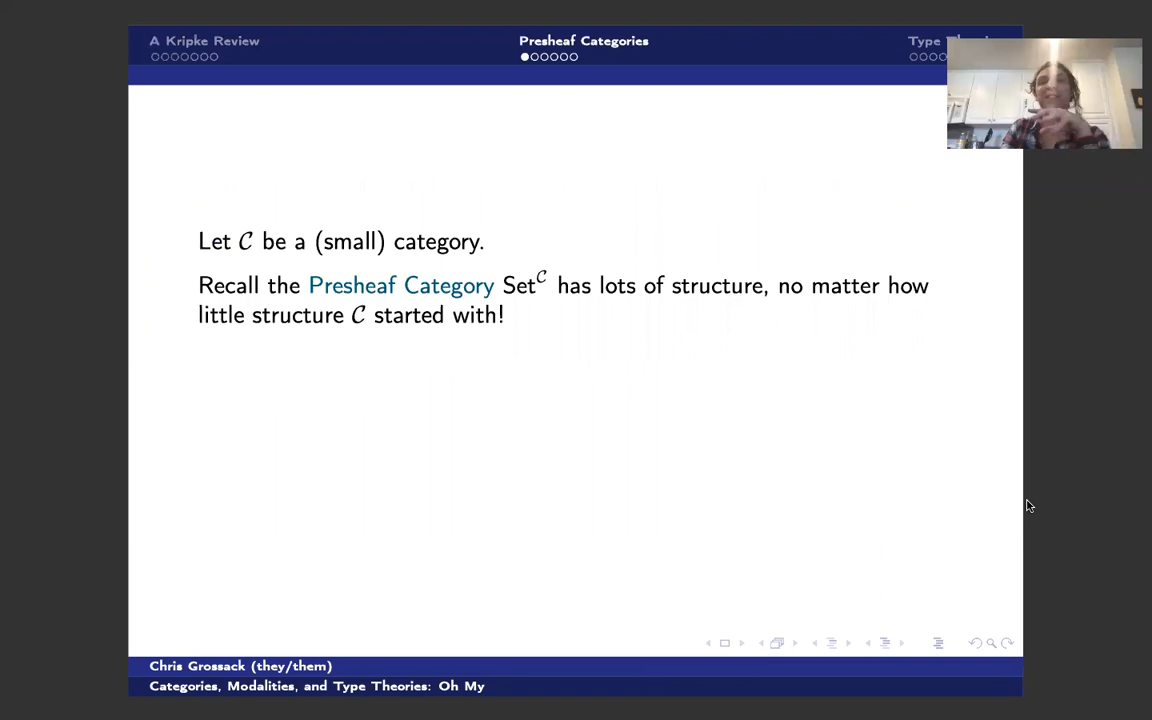 A Kripke Review
Presheaf Categories
Type
Let 𝒞 be a (small) category.
Recall the Presheaf Category Set^𝒞 has lots of structure, no matter how
little structure 𝒞 started with!
Chris Grossack (they/them)
Categories, Modalities, and Type Theories: Oh My